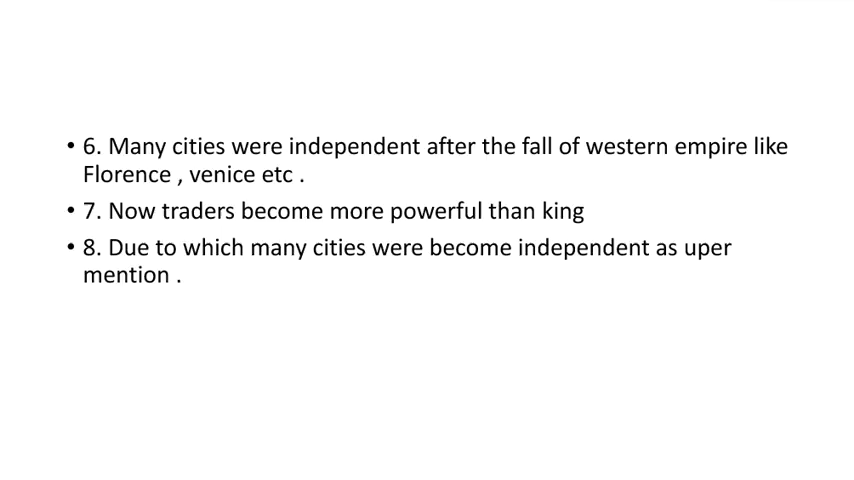 • 6. Many cities were independent after the fall of western empire like
Florence , venice etc .
• 7. Now traders become more powerful than king
• 8. Due to which many cities were become independent as uper
mention .